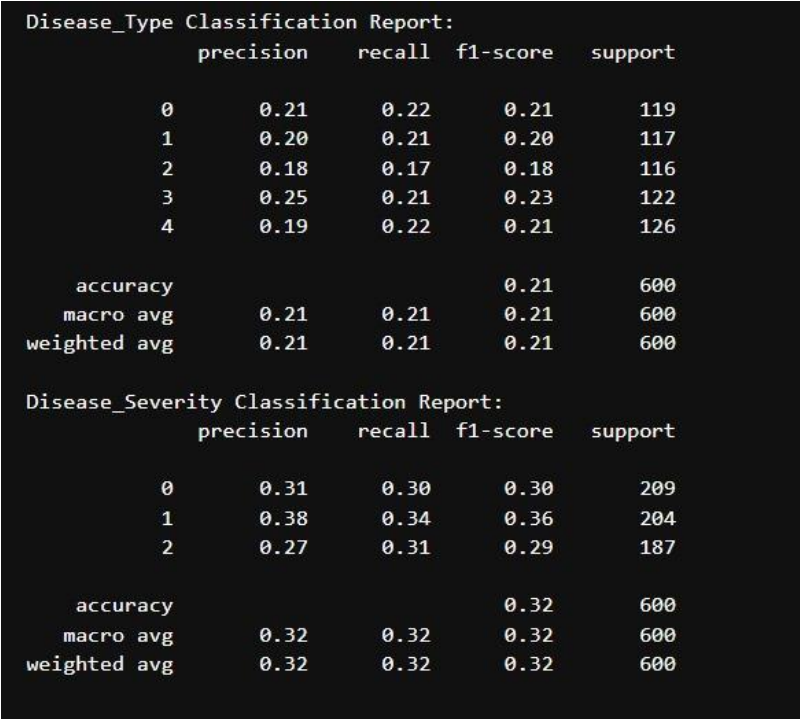 Disease_Type Classification Report:
precision recall f1-score support
0 0.21 0.22 0.21 119
1 0.20 0.21 0.20 117
2 0.18 0.17 0.18 116
3 0.25 0.21 0.23 122
4 0.19 0.22 0.21 126
accuracy 0.21 600
macro avg 0.21 0.21 0.21 600
weighted avg 0.21 0.21 0.21 600
Disease_Severity Classification Report:
precision recall f1-score support
0 0.31 0.30 0.30 209
1 0.38 0.34 0.36 204
2 0.27 0.31 0.29 187
accuracy 0.32 600
macro avg 0.32 0.32 0.32 600
weighted avg 0.32 0.32 0.32 600